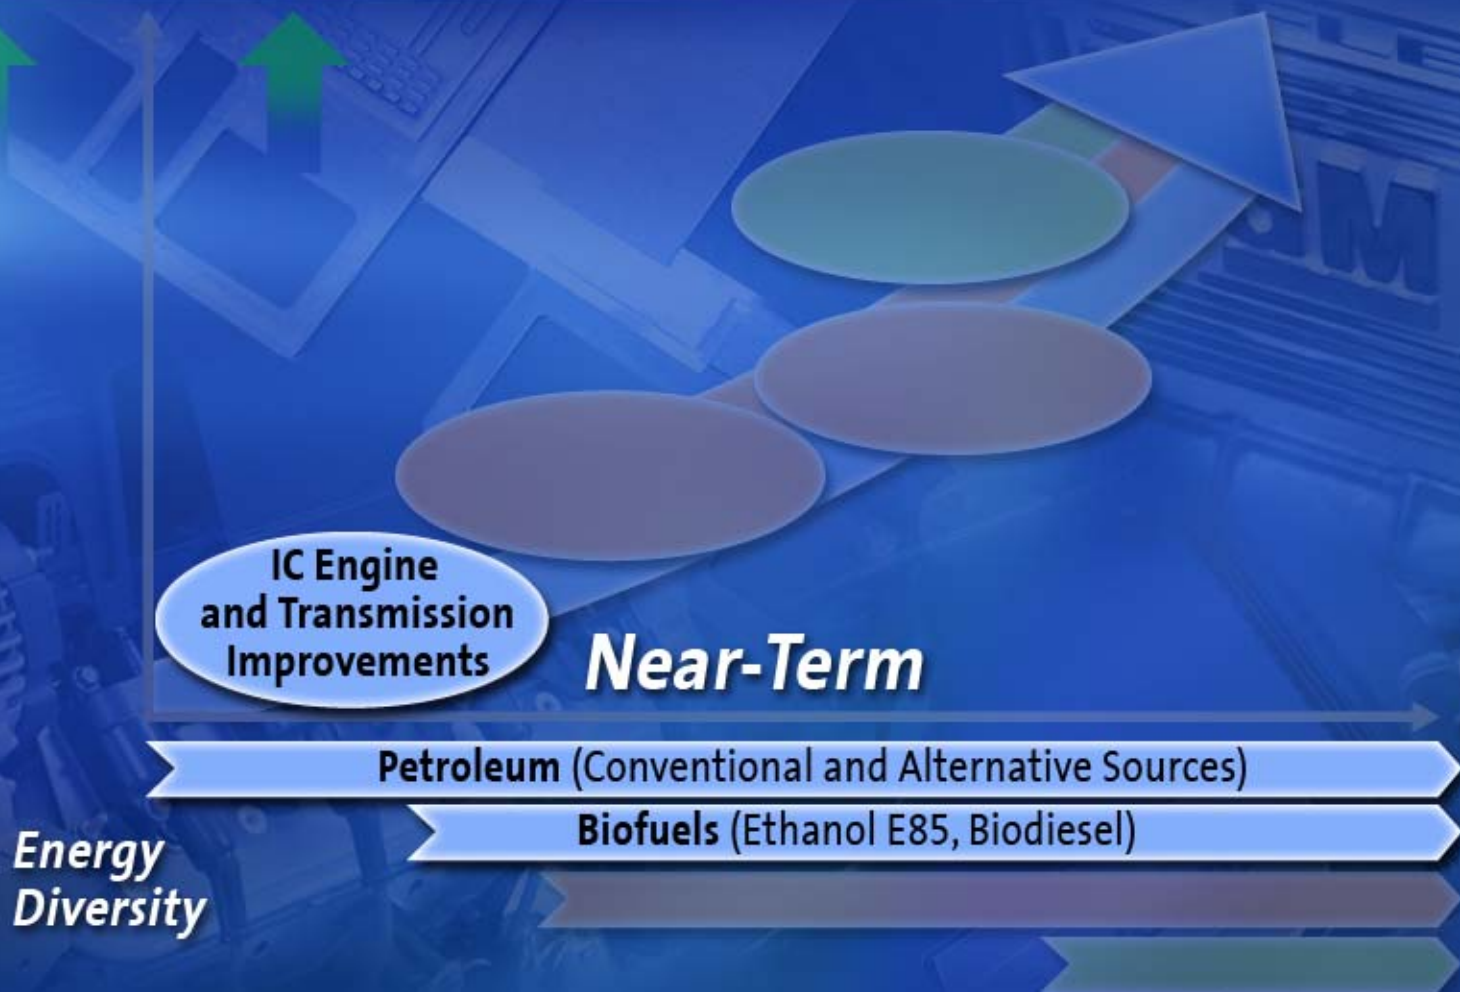 IC Engine
and Transmission
Improvements
Near-Term
Petroleum (Conventional and Alternative Sources)
Biofuels (Ethanol E85, Biodiesel)
Energy
Diversity